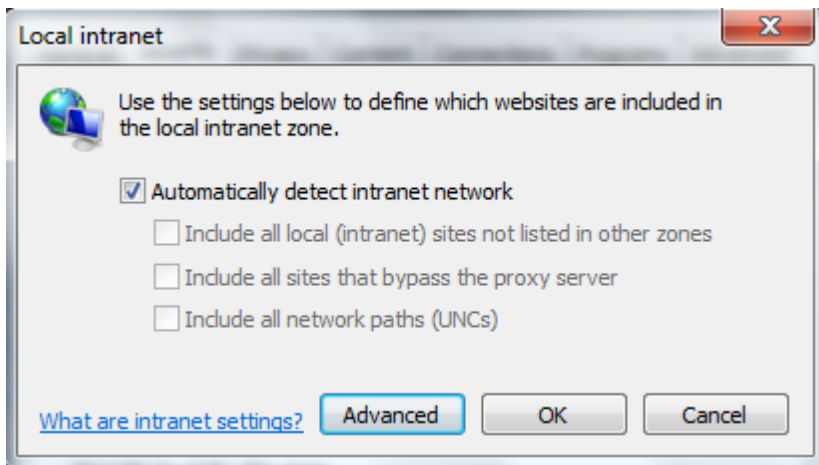 Local intranet
Use the settings below to define which websites are included in
the local intranet zone.
Automatically detect intranet network
Include all local (intranet) sites not listed in other zones
Include all sites that bypass the proxy server
Include all network paths (UNCs)
What are intranet settings?
Advanced
OK
Cancel